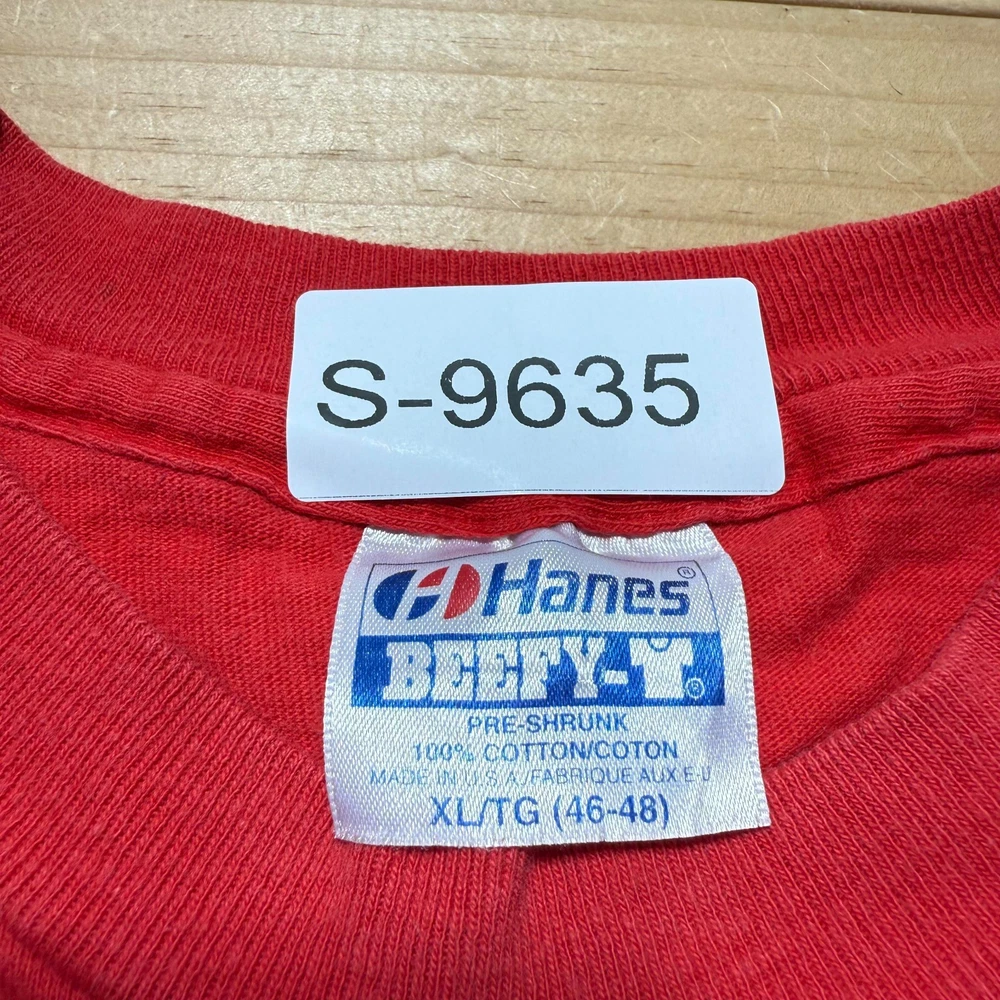 S-9635
Hanes®
BEEFY-T®
PRE-SHRUNK
100% COTTON/COTON
MADE IN U.S.A./FABRIQUE AUX E-U
XL/TG (46-48)